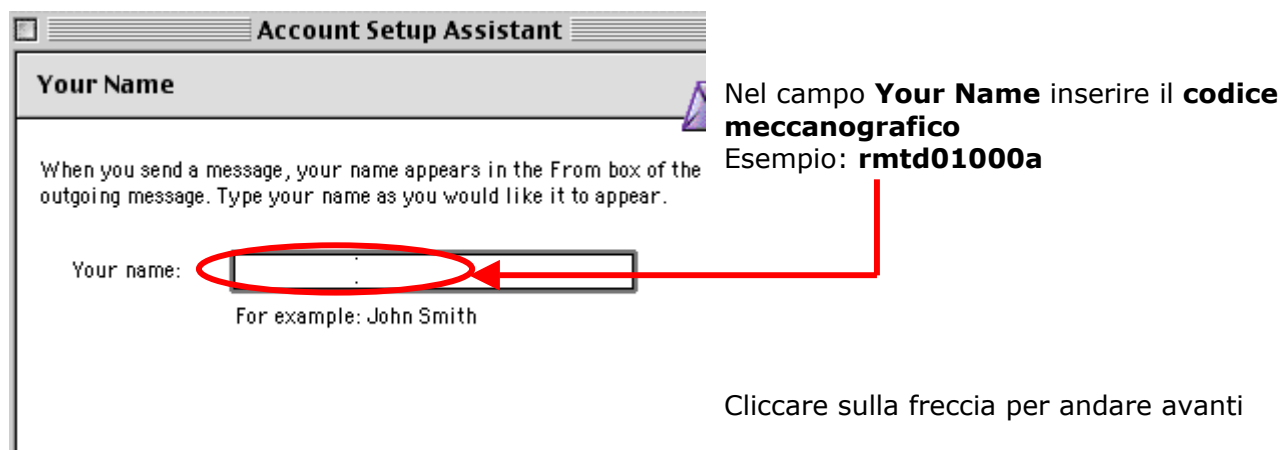 Account Setup Assistant
Your Name
When you send a message, your name appears in the From box of the
outgoing message. Type your name as you would like it to appear.
Your name:
For example: John Smith
Nel campo Your Name inserire il codice
meccanografico
Esempio: rmtd01000a
Cliccare sulla freccia per andare avanti